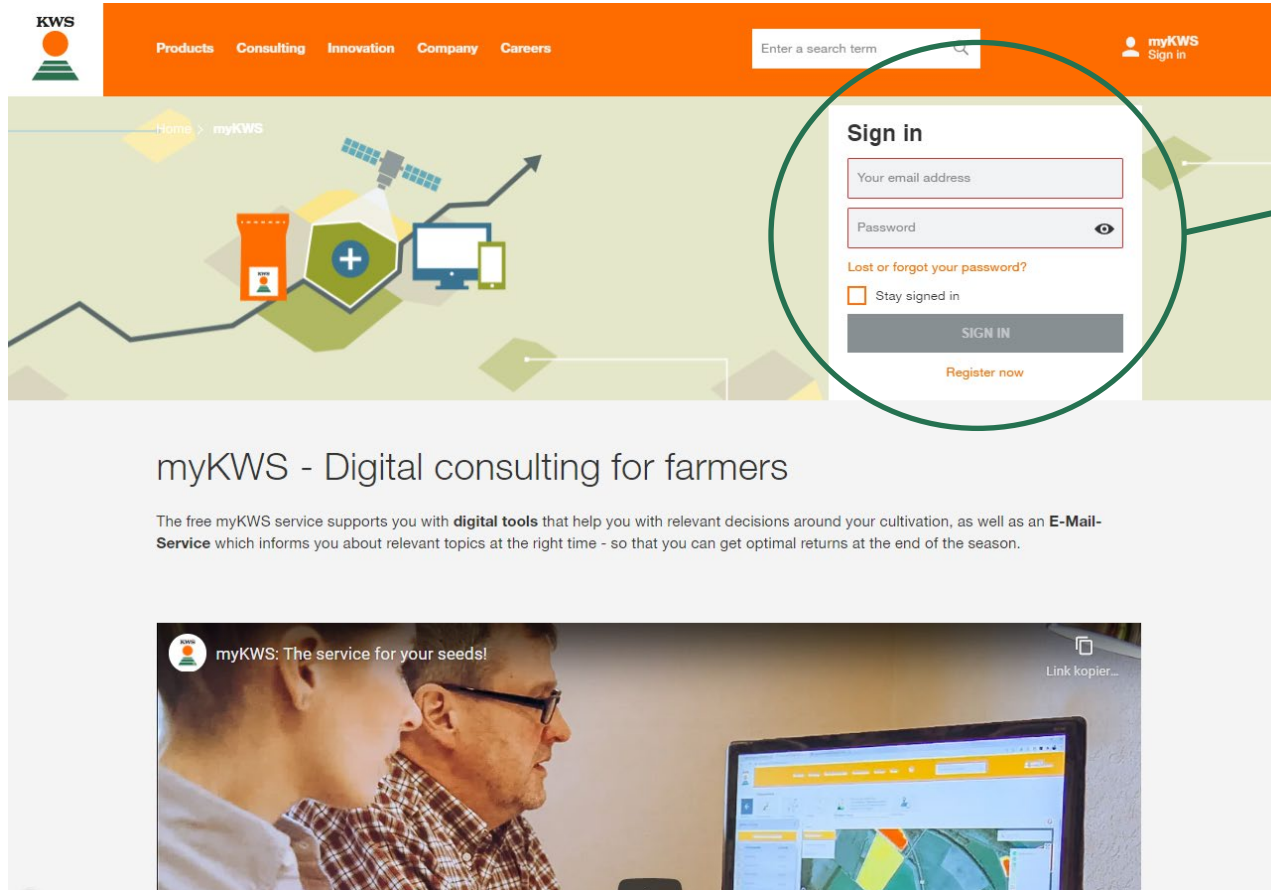 KWS
Products Consulting Innovation Company Careers
Enter a search term
myKWS
Sign in
Home > myKWS
KWS
Sign in
Your email address
Password
Lost or forgot your password?
Stay signed in
SIGN IN
Register now
myKWS - Digital consulting for farmers
The free myKWS service supports you with digital tools that help you with relevant decisions around your cultivation, as well as an E-Mail-
Service which informs you about relevant topics at the right time - so that you can get optimal returns at the end of the season.
KWS
myKWS: The service for your seeds!
Link kopier...